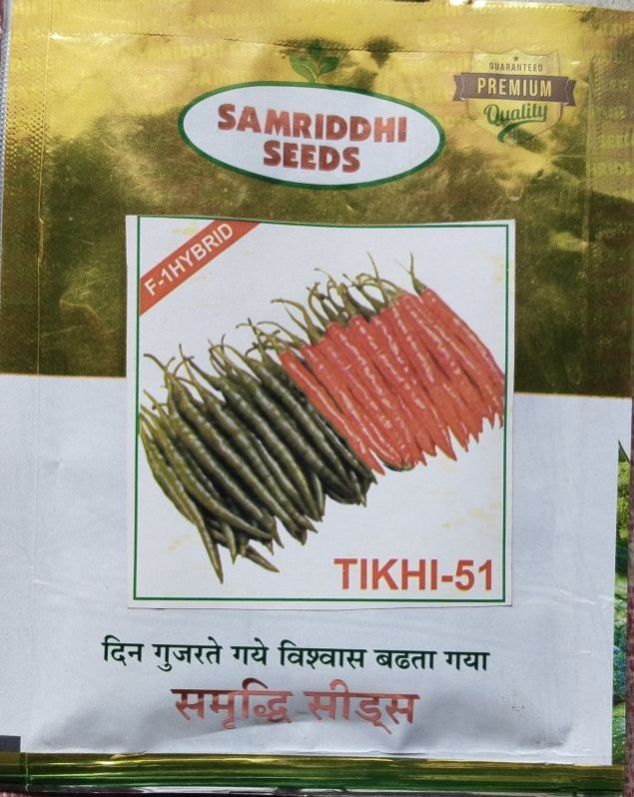 SAMRIDDHI
SEEDS
GUARANTEED
PREMIUM
Quality
F-1HYBRID
TIKHI-51
दिन गुजरते गये विश्वास बढता गया
समृद्धि सीड्स